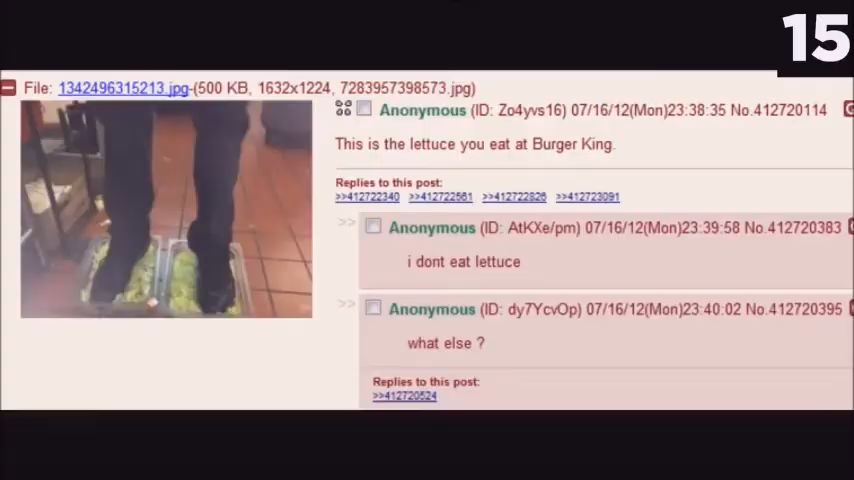 15
File: 1342496315213.jpg-(500 KB, 1632x1224, 7283957398573.jpg)
Anonymous (ID: Zo4yvs16) 07/16/12(Mon)23:38:35 No.412720114
This is the lettuce you eat at Burger King.
Replies to this post:
>>412722340 >>412722561 >>412722826 >>412723091
>> Anonymous (ID: AtKXe/pm) 07/16/12(Mon)23:39:58 No.412720383
i dont eat lettuce
>> Anonymous (ID: dy7YcvOp) 07/16/12(Mon)23:40:02 No.412720395
what else ?
Replies to this post:
>>412720524